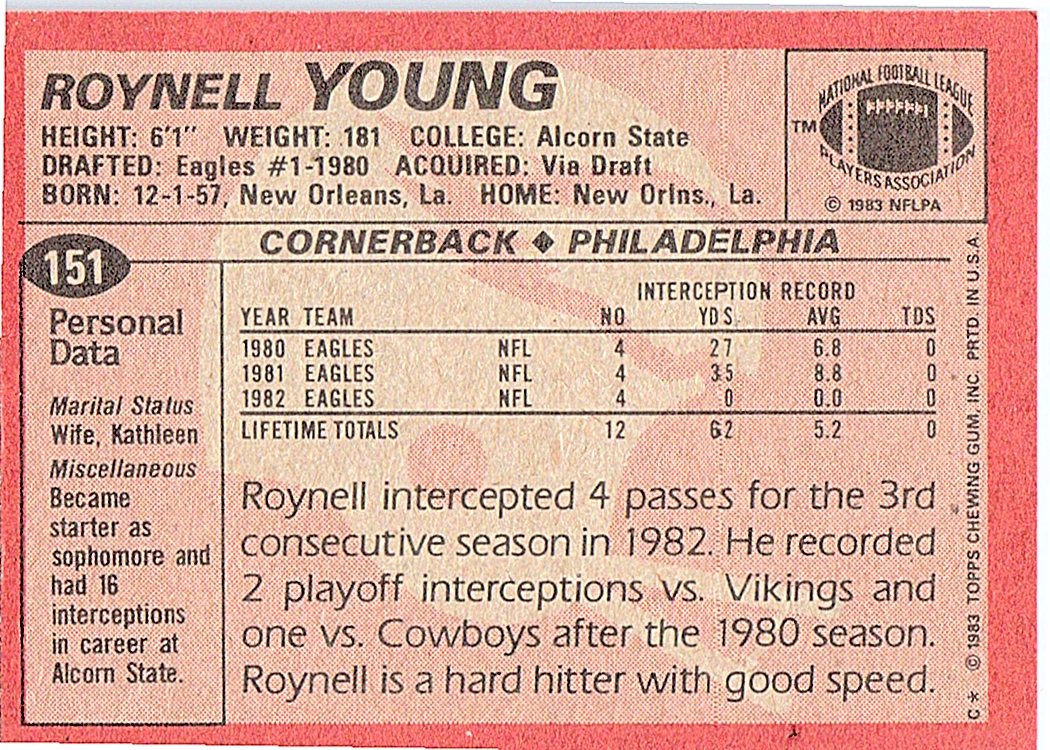 ROYNELL YOUNG
HEIGHT: 6'1" WEIGHT: 181 COLLEGE: Alcorn State
DRAFTED: Eagles #1-1980 ACQUIRED: Via Draft
BORN: 12-1-57, New Orleans, La. HOME: New Orlns., La.
NATIONAL FOOTBALL LEAGUE
TM
PLAYERS ASSOCIATION
© 1983 NFLPA
151
CORNERBACK ♦ PHILADELPHIA
Personal
Data
Marital Status
Wife, Kathleen
Miscellaneous
Became
starter as
sophomore and
had 16
interceptions
in career at
Alcorn State.
INTERCEPTION RECORD
YEAR TEAM NO YDS AVG TDS
1980 EAGLES NFL 4 27 6.8 0
1981 EAGLES NFL 4 35 8.8 0
1982 EAGLES NFL 4 0 0.0 0
LIFETIME TOTALS 12 62 5.2 0
Roynell intercepted 4 passes for the 3rd
consecutive season in 1982. He recorded
2 playoff interceptions vs. Vikings and
one vs. Cowboys after the 1980 season.
Roynell is a hard hitter with good speed.
C* © 1983 TOPPS CHEWING GUM, INC. PRTD. IN U.S.A.